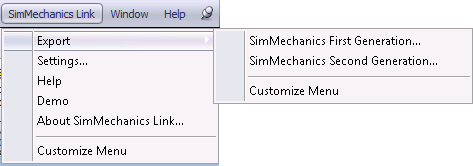 SimMechanics Link Window Help
Export
Settings...
Help
Demo
About SimMechanics Link...
Customize Menu
SimMechanics First Generation...
SimMechanics Second Generation...
Customize Menu